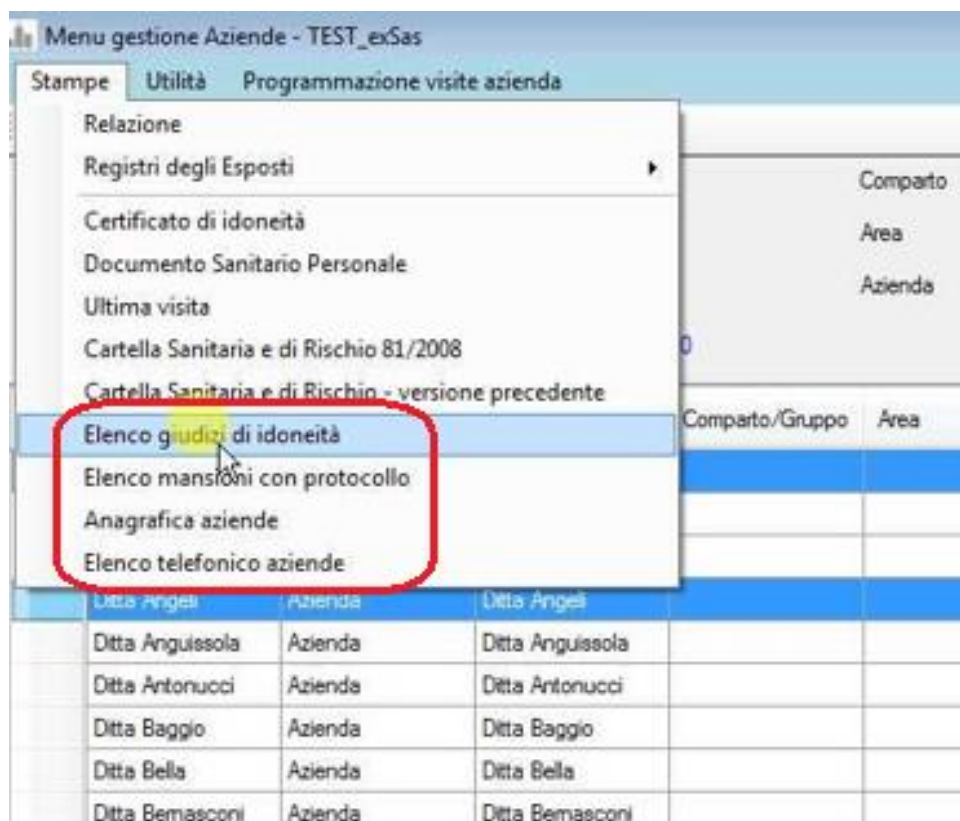 Menu gestione Aziende - TEST_exSas
Stampe Utilità Programmazione visite azienda
Relazione
Registri degli Esposti
Comparto
Certificato di idoneità
Area
Documento Sanitario Personale
Azienda
Ultima visita
Cartella Sanitaria e di Rischio 81/2008
0
Cartella Sanitaria e di Rischio - versione precedente
Elenco giudizi di idoneità
Comparto/Gruppo Area
Elenco mansioni con protocollo
Anagrafica aziende
Elenco telefonico aziende
Ditta Angeli Azienda Ditta Angeli
Ditta Anguissola Azienda Ditta Anguissola
Ditta Antonucci Azienda Ditta Antonucci
Ditta Baggio Azienda Ditta Baggio
Ditta Bella Azienda Ditta Bella
Ditta Bernasconi Azienda Ditta Bernasconi